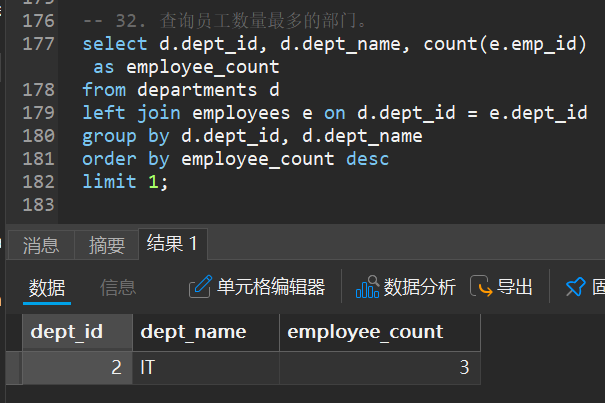 176 -- 32. 查询员工数量最多的部门。
177 select d.dept_id, d.dept_name, count(e.emp_id)
as employee_count
178 from departments d
179 left join employees e on d.dept_id = e.dept_id
180 group by d.dept_id, d.dept_name
181 order by employee_count desc
182 limit 1;
183
消息 摘要 结果 1
数据 信息 单元格编辑器 数据分析 导出
dept_id dept_name employee_count
2 IT 3